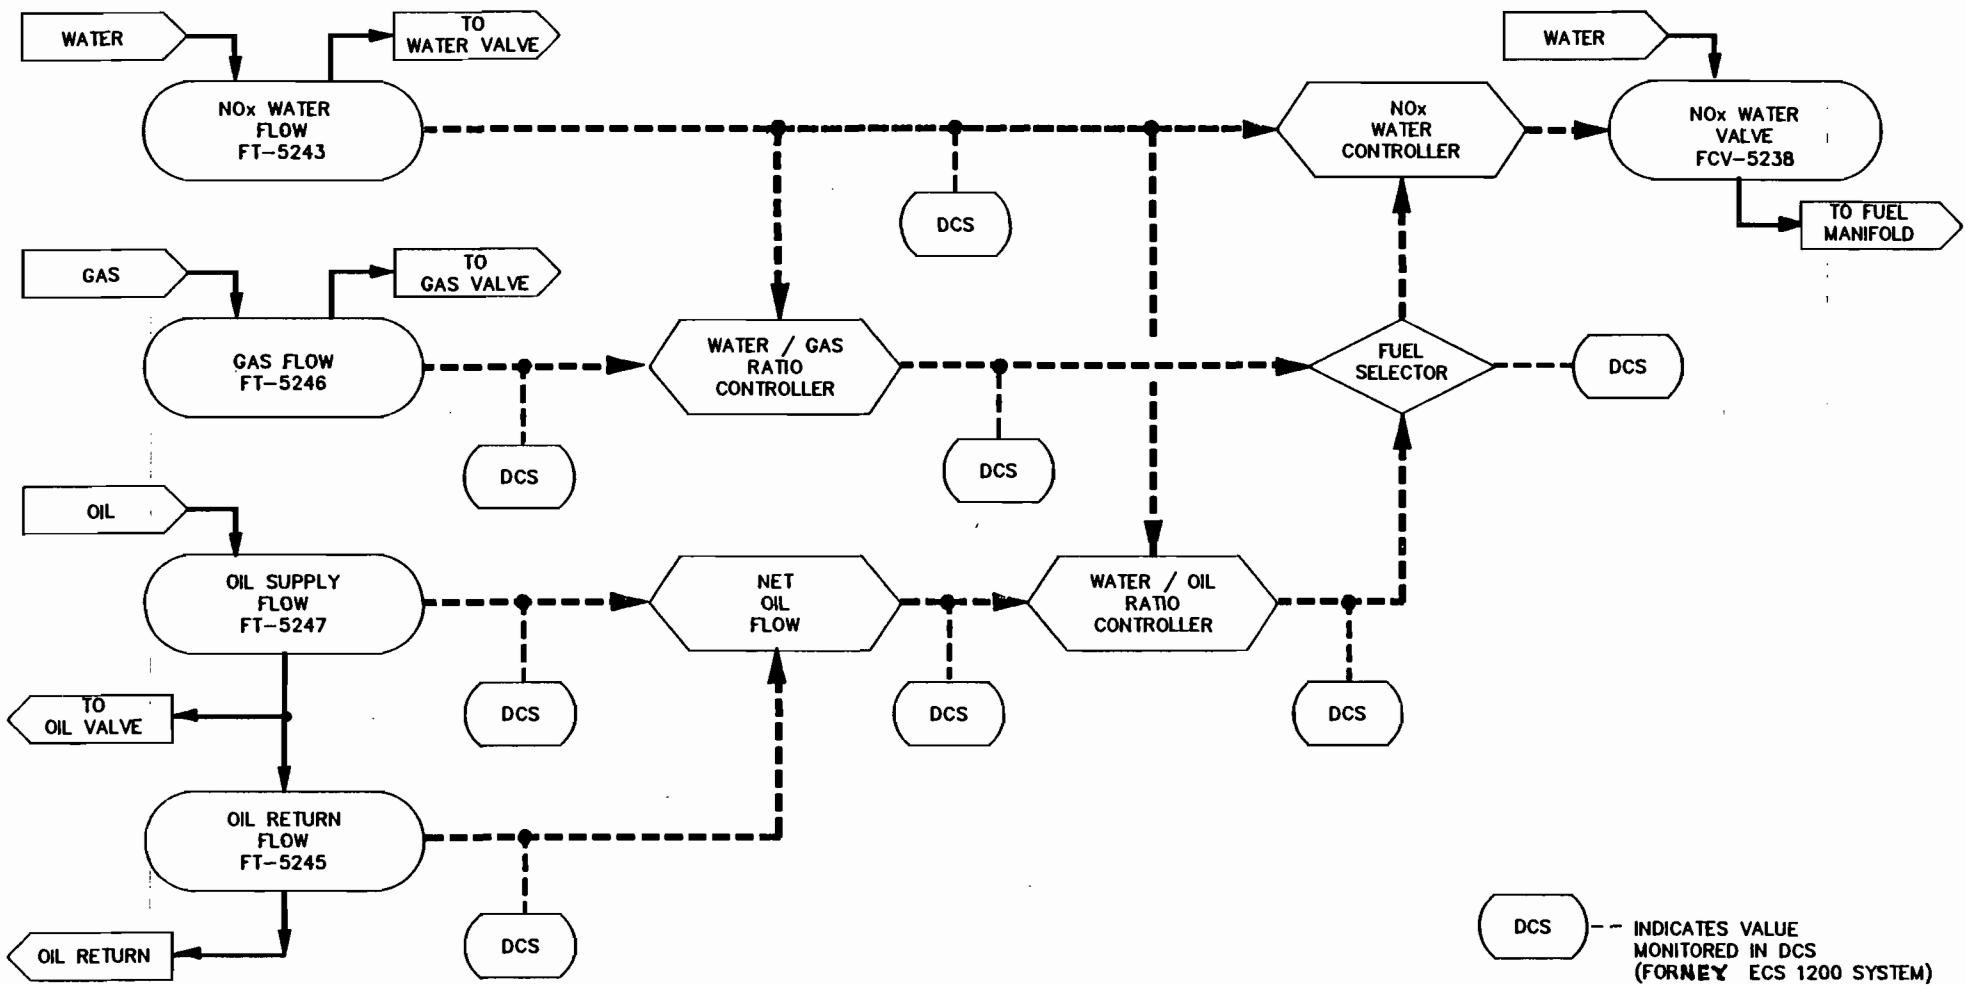 WATER
TO
WATER VALVE
NOx WATER
FLOW
FT-5243
DCS
NOx
WATER
CONTROLLER
WATER
NOx WATER
VALVE
FCV-5238
TO FUEL
MANIFOLD
GAS
TO
GAS VALVE
GAS FLOW
FT-5246
DCS
WATER / GAS
RATIO
CONTROLLER
DCS
FUEL
SELECTOR
DCS
OIL
OIL SUPPLY
FLOW
FT-5247
DCS
NET
OIL
FLOW
DCS
WATER / OIL
RATIO
CONTROLLER
DCS
TO
OIL VALVE
OIL RETURN
FLOW
FT-5245
DCS
OIL RETURN
DCS
INDICATES VALUE
MONITORED IN DCS
(FORNEY ECS 1200 SYSTEM)